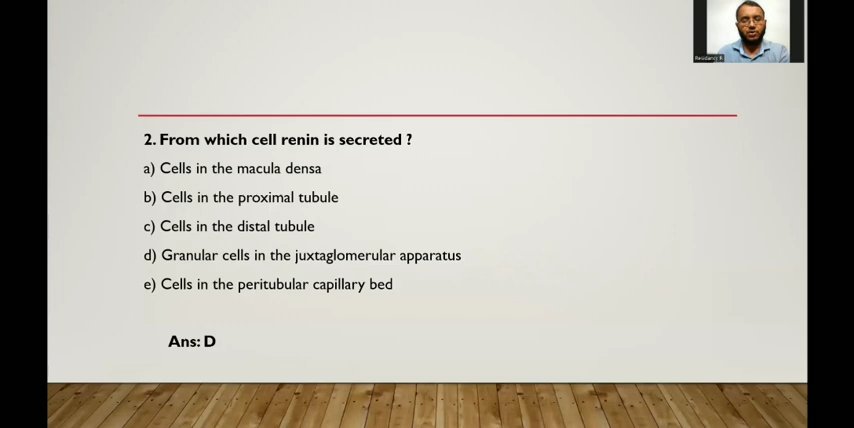 2. From which cell renin is secreted ?
a) Cells in the macula densa
b) Cells in the proximal tubule
c) Cells in the distal tubule
d) Granular cells in the juxtaglomerular apparatus
e) Cells in the peritubular capillary bed
Ans: D